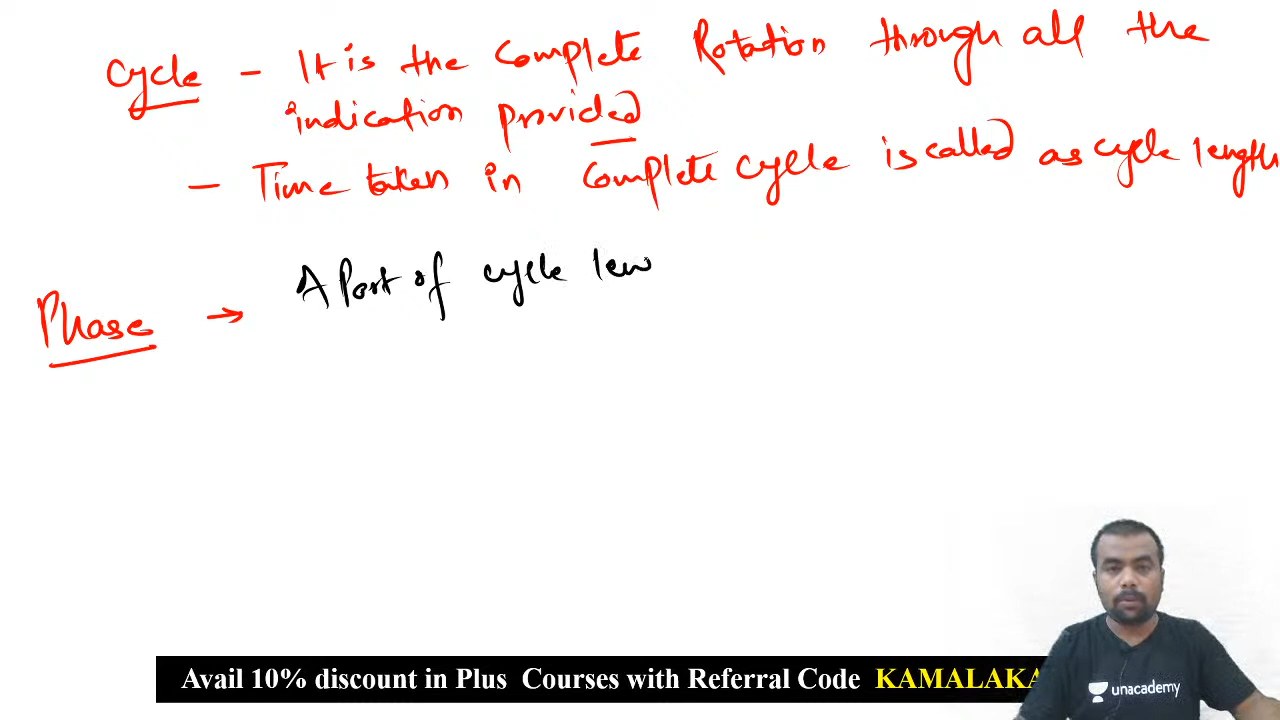 Cycle - It is the Complete Rotation through all the
indication provided
- Time taken in Complete cycle is called as cycle length
Phase → A Part of cycle len
Avail 10% discount in Plus Courses with Referral Code KAMALAKA
unacademy